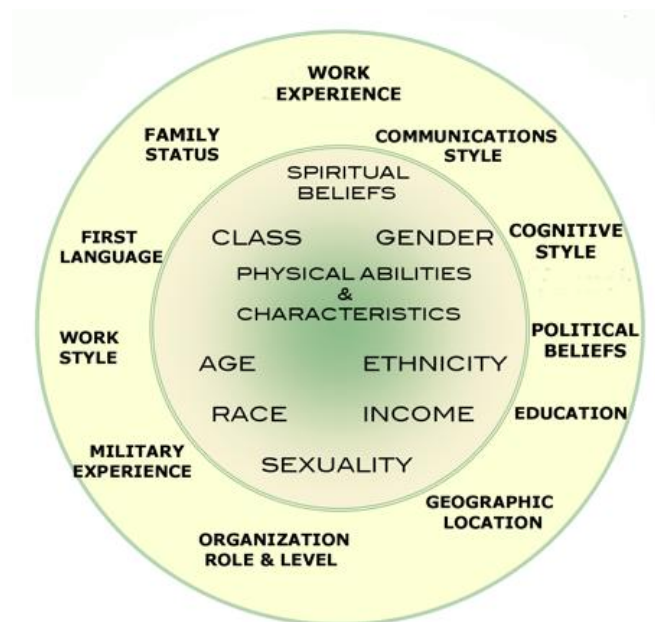 WORK
EXPERIENCE
FAMILY
STATUS
COMMUNICATIONS
STYLE
SPIRITUAL
BELIEFS
FIRST
LANGUAGE
CLASS
GENDER
COGNITIVE
STYLE
PHYSICAL ABILITIES
&
CHARACTERISTICS
WORK
STYLE
POLITICAL
BELIEFS
AGE
ETHNICITY
RACE
INCOME
EDUCATION
MILITARY
EXPERIENCE
SEXUALITY
GEOGRAPHIC
LOCATION
ORGANIZATION
ROLE & LEVEL